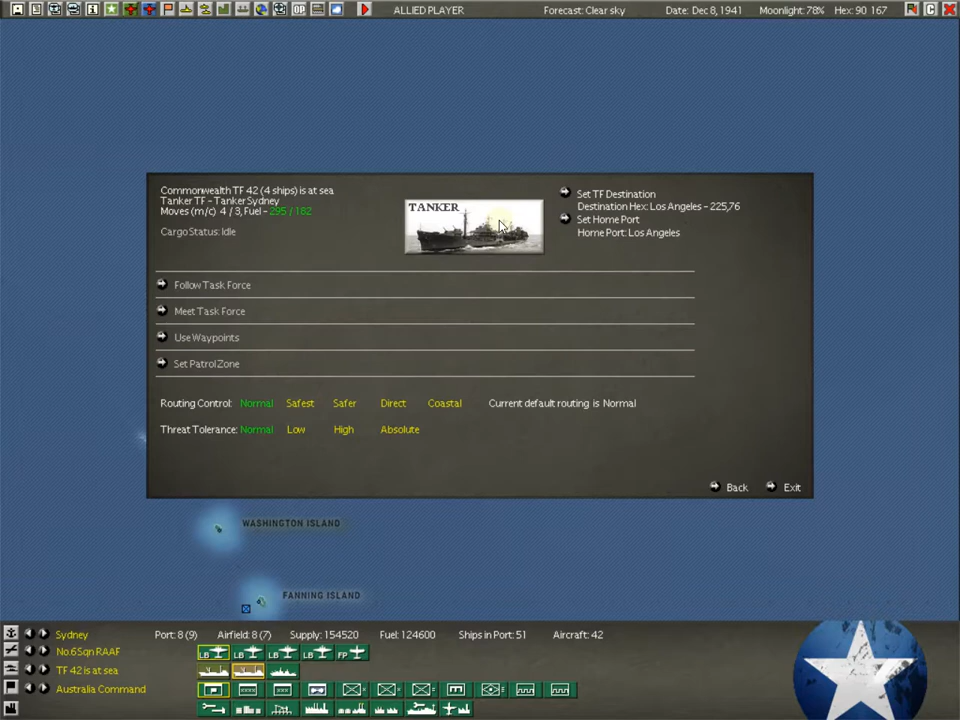 ALLIED PLAYER Forecast: Clear sky Date: Dec 8, 1941 Moonlight: 78% Hex: 90 167
Commonwealth TF 42 (4 ships) is at sea
Tanker TF - Tanker Sydney
Moves (m/c) 4 / 3, Fuel - 295 / 182
Cargo Status: Idle
TANKER
Set TF Destination
Destination Hex: Los Angeles - 225,76
Set Home Port
Home Port: Los Angeles
Follow Task Force
Meet Task Force
Use Waypoints
Set Patrol Zone
Routing Control: Normal Safest Safer Direct Coastal Current default routing is Normal
Threat Tolerance: Normal Low High Absolute
Back Exit
WASHINGTON ISLAND
FANNING ISLAND
Sydney Port: 8 (9) Airfield: 8 (7) Supply: 154520 Fuel: 124600 Ships in Port: 51 Aircraft: 42
No.6Sqn RAAF LB LB LB LB FP
TF 42 is at sea
Australia Command